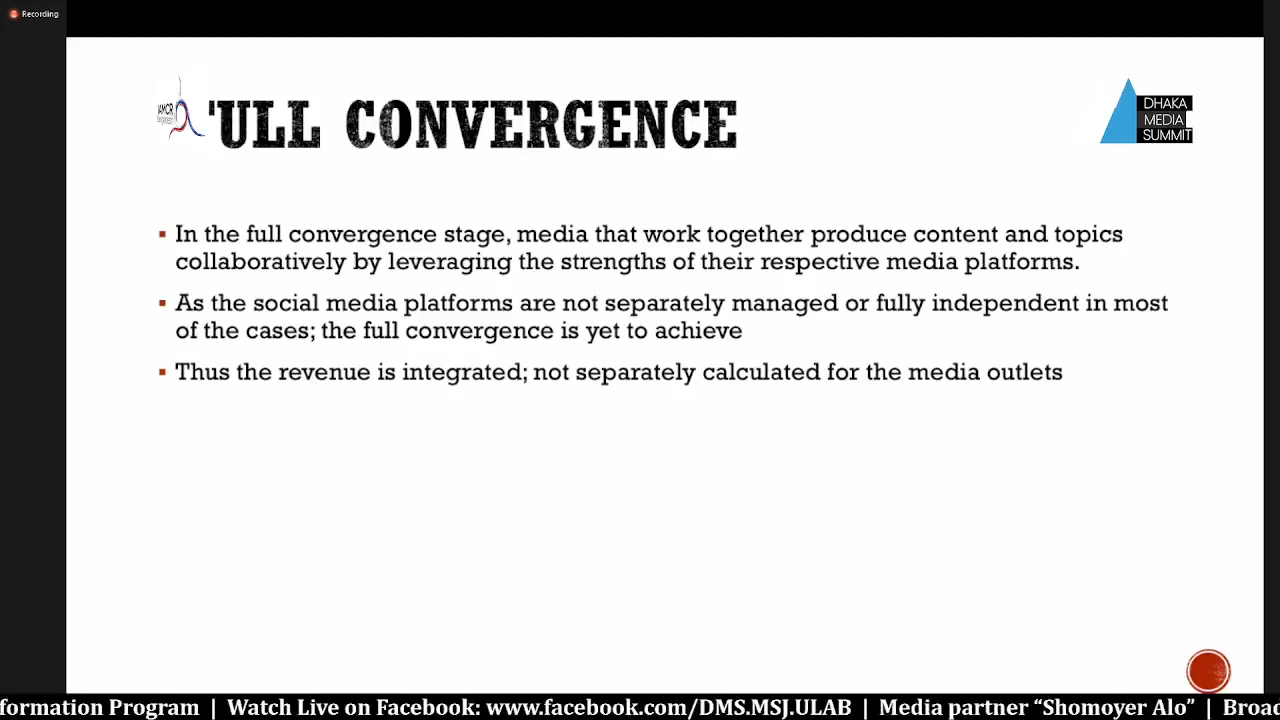 Recording
IAMCR
'ULL CONVERGENCE
DHAKA
MEDIA
SUMMIT
▪ In the full convergence stage, media that work together produce content and topics
collaboratively by leveraging the strengths of their respective media platforms.
▪ As the social media platforms are not separately managed or fully independent in most
of the cases; the full convergence is yet to achieve
▪ Thus the revenue is integrated; not separately calculated for the media outlets
formation Program | Watch Live on Facebook: www.facebook.com/DMS.MSJ.ULAB | Media partner “Shomoyer Alo” | Broad